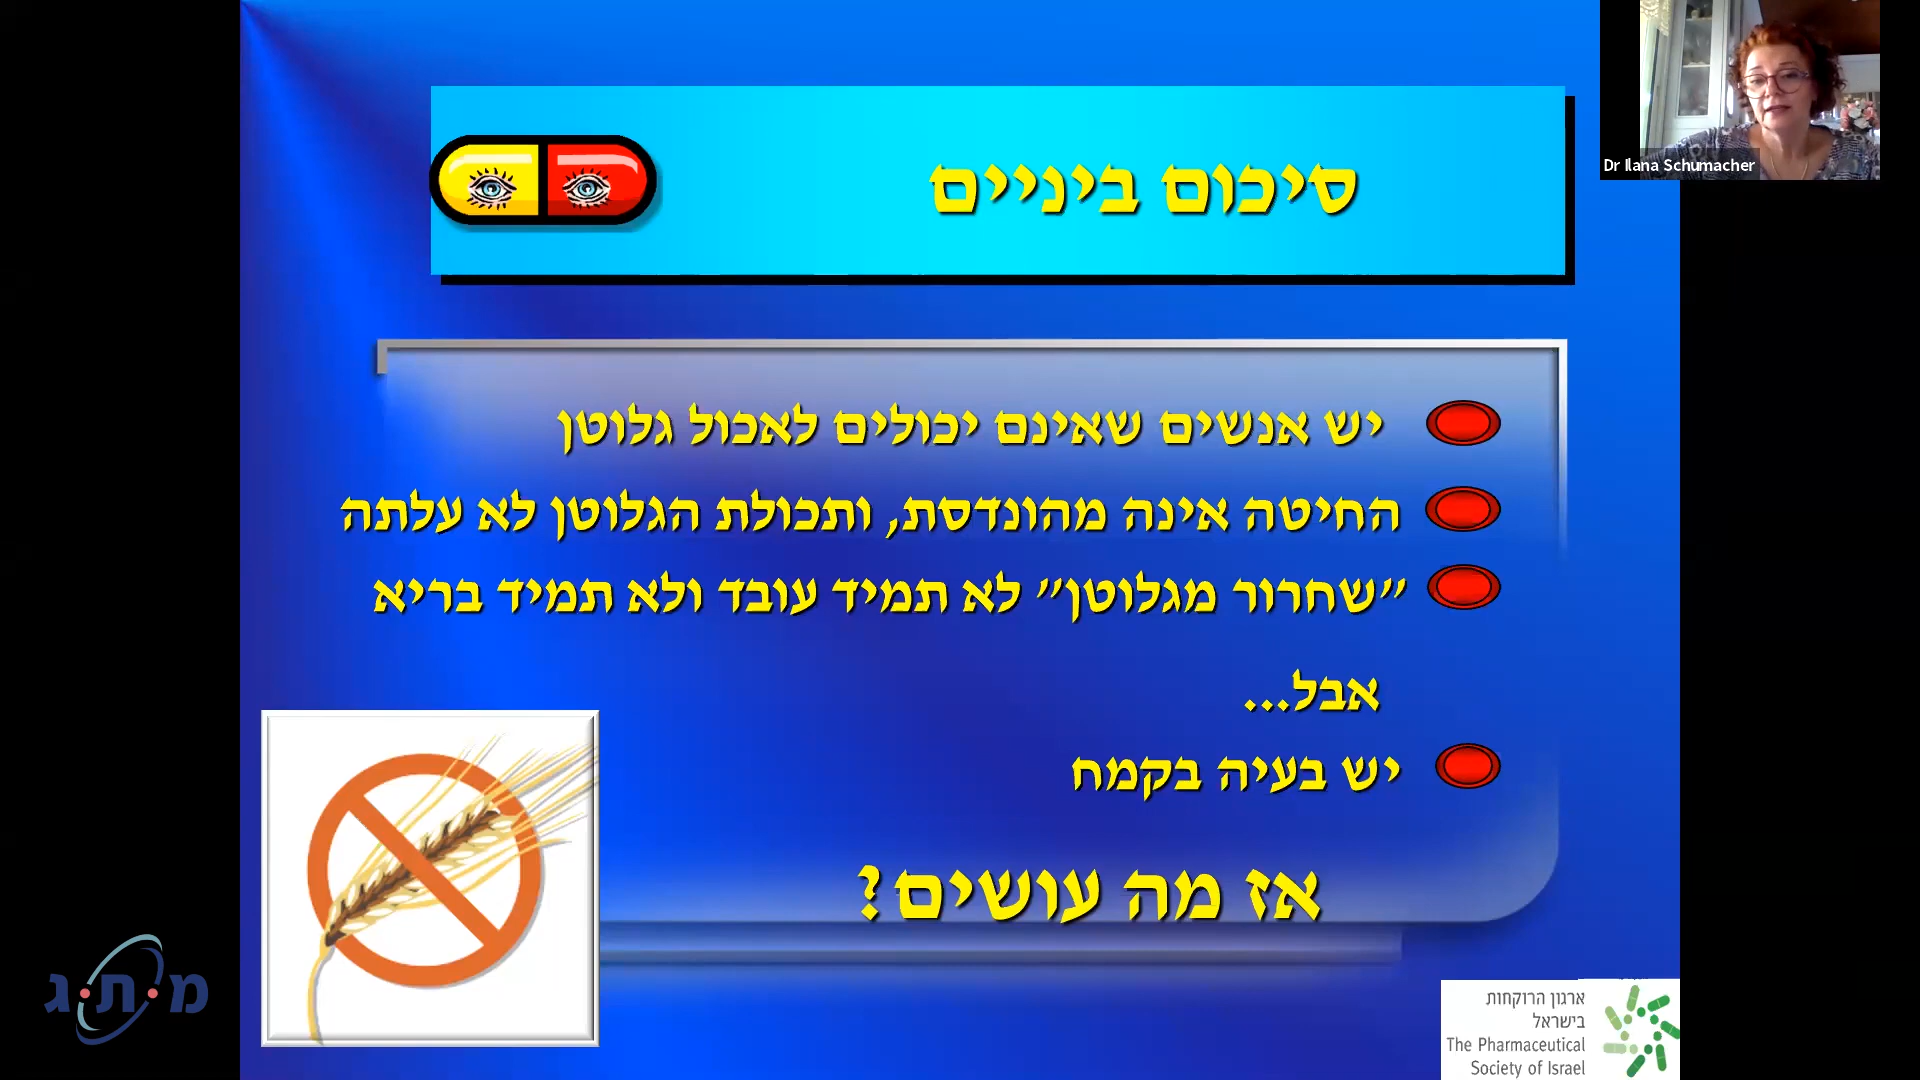 Dr Ilana Schumacher
סיכום ביניים
יש אנשים שאינם יכולים לאכול גלוטן
החיטה אינה מהונדסת, ותכולת הגלוטן לא עלתה
"שחרור מגלוטן" לא תמיד עובד ולא תמיד בריא
אבל...
יש בעיה בקמח
אז מה עושים?
מ.ת.ג
ארגון הרוקחות
בישראל
The Pharmaceutical
Society of Israel